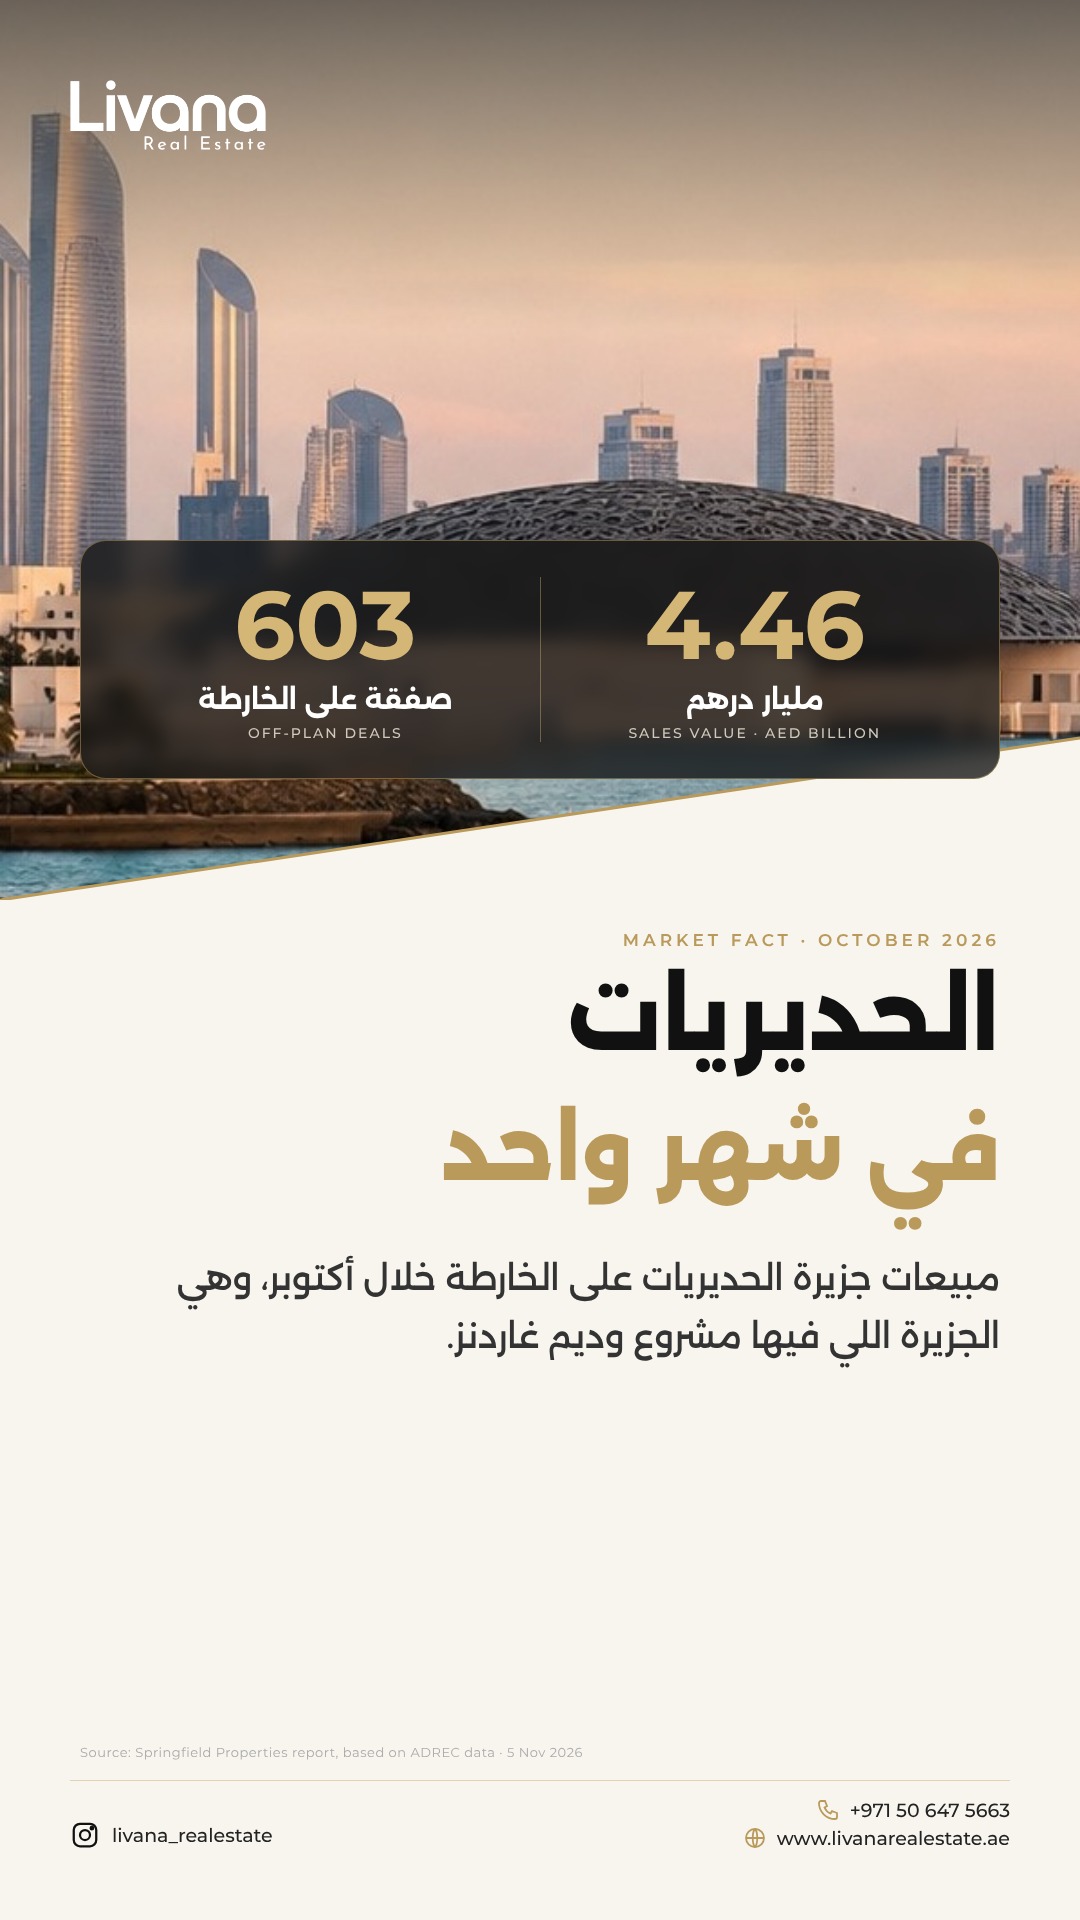 Livana
Real Estate
4.46
مليار درهم
SALES VALUE · AED BILLION
603
صفقة على الخارطة
OFF-PLAN DEALS
MARKET FACT · OCTOBER 2026
الحديريات
في شهر واحد
مبيعات جزيرة الحديريات على الخارطة خلال أكتوبر، وهي
الجزيرة اللي فيها مشروع وديم غاردنز.
Source: Springfield Properties report, based on ADREC data · 5 Nov 2026
livana_realestate
+971 50 647 5663
www.livanarealestate.ae